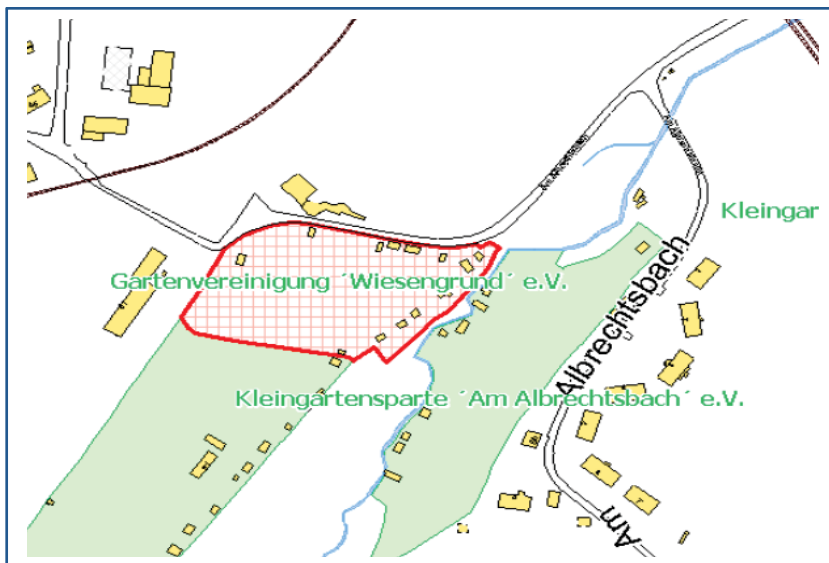 Kleingar
Gartenvereinigung ´Wiesengrund´ e.V.
Kleingartensparte ´Am Albrechtsbach´ e.V.
Am Albrechtsbach